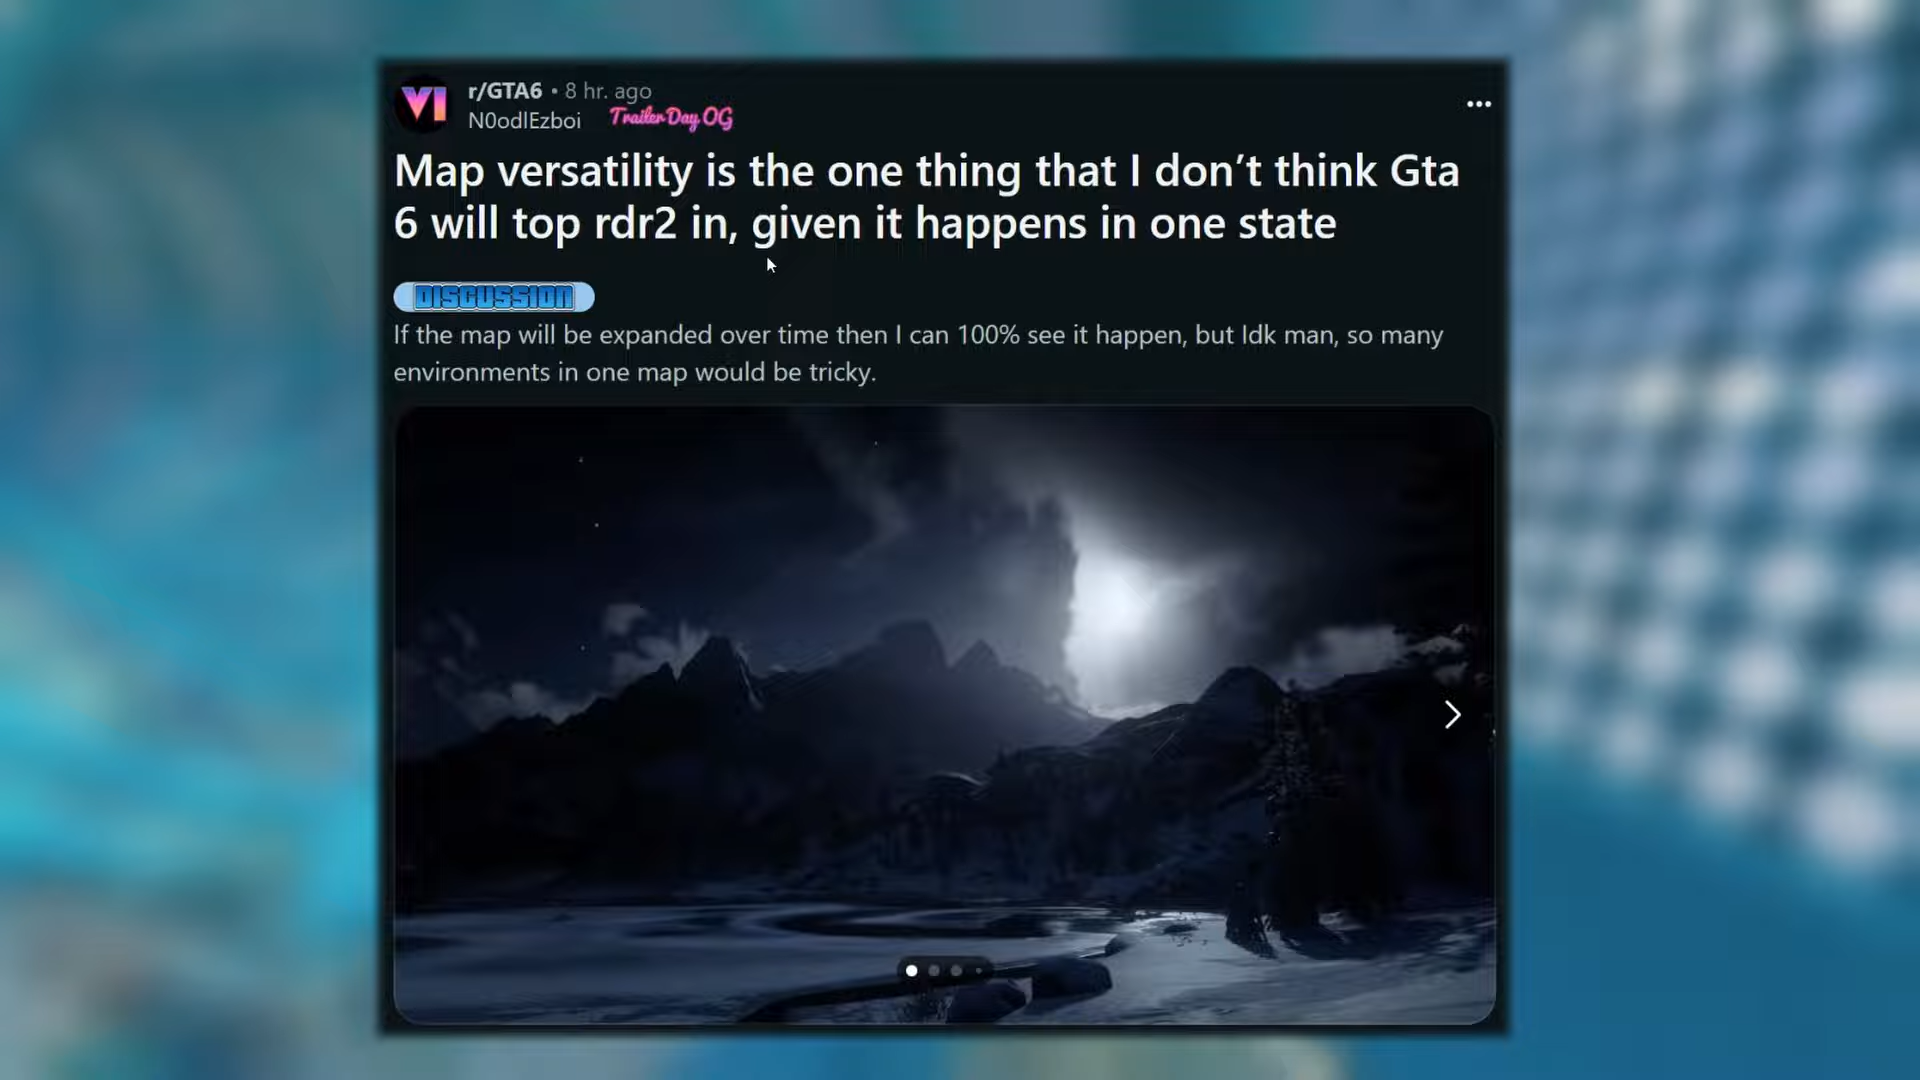 VI
r/GTA6 • 8 hr. ago
N0odlEzboi Trailer Day OG
Map versatility is the one thing that I don’t think Gta
6 will top rdr2 in, given it happens in one state
DISCUSSION
If the map will be expanded over time then I can 100% see it happen, but Idk man, so many
environments in one map would be tricky.